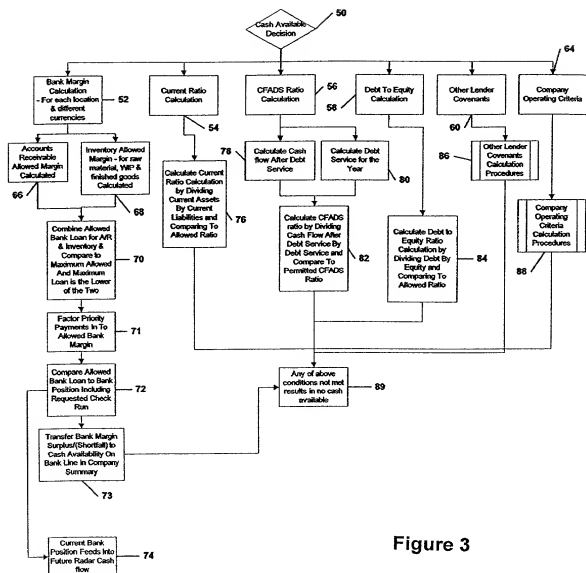 Cash Available
Decision
50
64
Bank Margin
Calculation
- For each location
& different
currencies
52
Current Ratio
Calculation
54
CFADS Ratio
Calculation
56
58
Debt To Equity
Calculation
Other Lender
Covenants
60
Company
Operating Criteria
Accounts
Receivable
Allowed Margin
Calculated
66
Inventory Allowed
Margin - for raw
material, WIP &
finished goods
Calculated
68
78
Calculate Cash
flow After Debt
Service
Calculate Debt
Service for the
Year
80
86
Other Lender
Covenants Calculation
Procedures
Calculate Current
Ratio Calculation by
Dividing
Current Assets
By Current
Liabilities and
Comparing To
Allowed Ratio
76
Company
Operating Criteria
Calculation
Procedures
88
Combine Allowed
Bank Loan for A/R
& Inventory &
Compare to
Maximum Allowed
And Maximum
Loan is the Lower
of the Two
70
Calculate CFADS
ratio by Dividing
Cash Flow After
Debt Service By
Debt Service and
Compare To
Permitted CFADS
Ratio
82
Calculate Debt to
Equity Ratio
Calculation by
Dividing Debt By
Equity and
Comparing To
Allowed Ratio
84
Factor Priority
Payments In To
Allowed Bank
Margin
71
Compare Allowed
Bank Loan to Bank
Position Including
Requested Check
Run
72
Any of above
conditions not met
results in no cash
available
89
Transfer Bank Margin
Surplus/(Shortfall) to
Cash Availability On
Bank Line in Company
Summary
73
Current Bank
Position Feeds Into
Future Radar Cash
flow
74
Figure 3